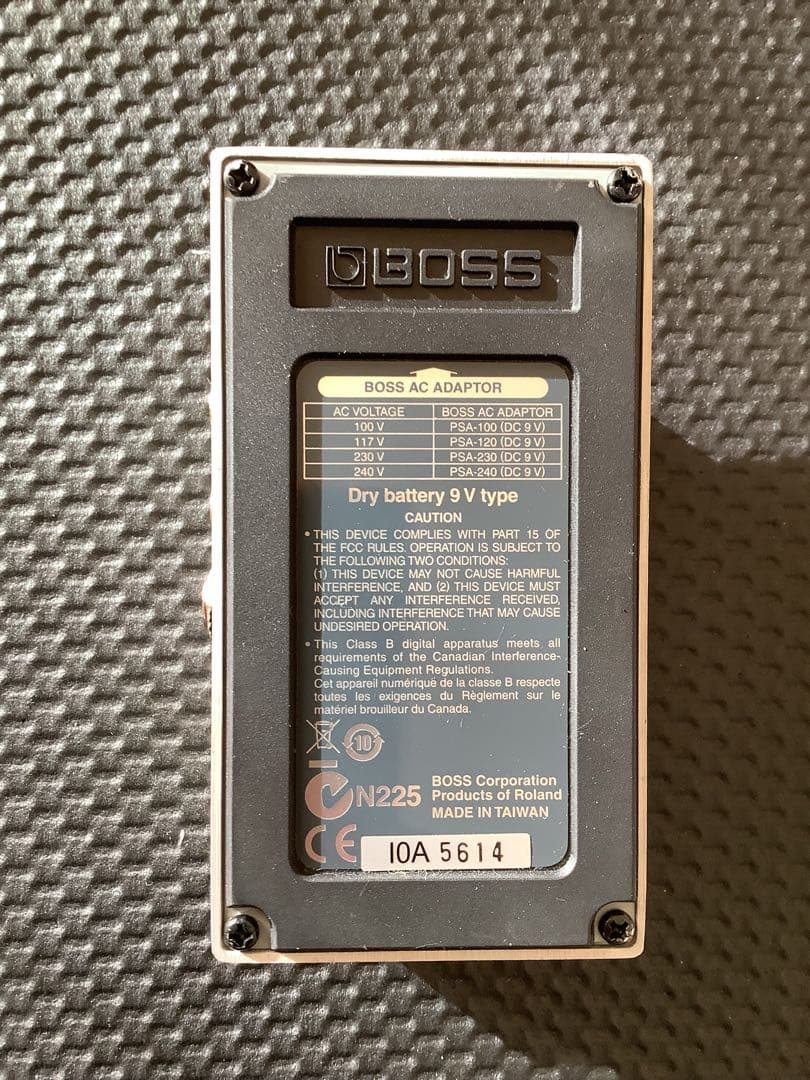 BOSS
BOSS AC ADAPTOR
AC VOLTAGE BOSS AC ADAPTOR
100 V PSA-100 (DC 9 V)
117 V PSA-120 (DC 9 V)
230 V PSA-230 (DC 9 V)
240 V PSA-240 (DC 9 V)
Dry battery 9 V type
CAUTION
• THIS DEVICE COMPLIES WITH PART 15 OF
THE FCC RULES. OPERATION IS SUBJECT TO
THE FOLLOWING TWO CONDITIONS:
(1) THIS DEVICE MAY NOT CAUSE HARMFUL
INTERFERENCE, AND (2) THIS DEVICE MUST
ACCEPT ANY INTERFERENCE RECEIVED,
INCLUDING INTERFERENCE THAT MAY CAUSE
UNDESIRED OPERATION.
• This Class B digital apparatus meets all
requirements of the Canadian Interference-
Causing Equipment Regulations.
Cet appareil numérique de la classe B respecte
toutes les exigences du Règlement sur le
matériel brouilleur du Canada.
10
N225
BOSS Corporation
Products of Roland
MADE IN TAIWAN
CE
I0A 5614